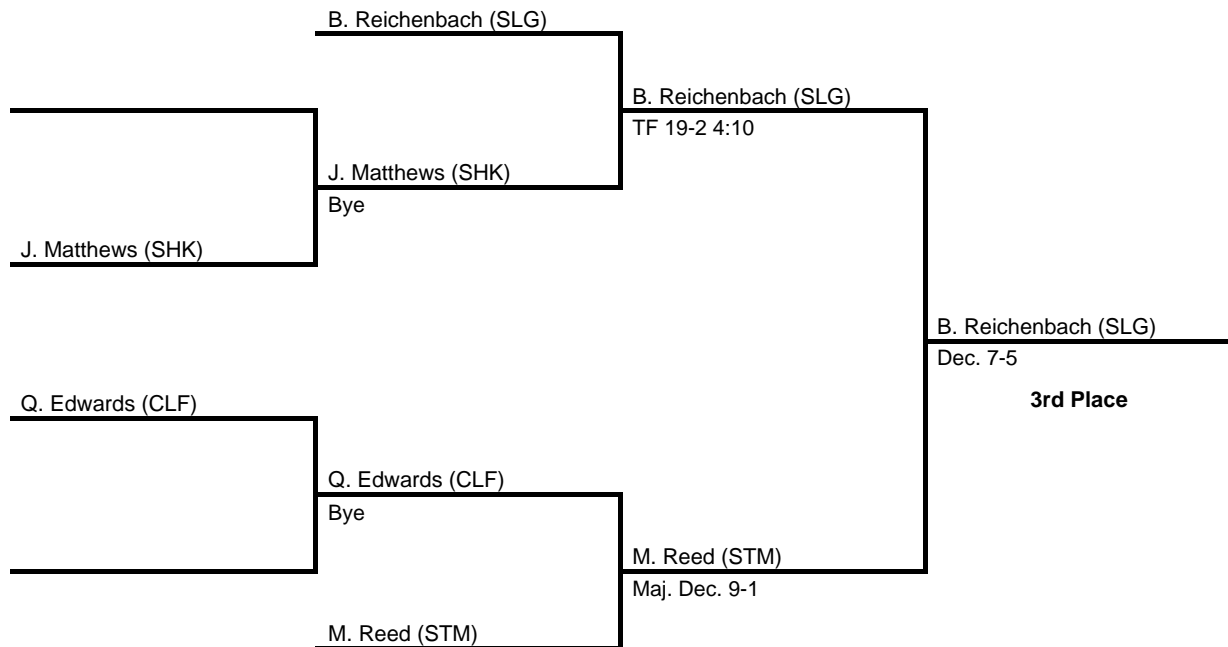 B. Reichenbach (SLG)
B. Reichenbach (SLG)
TF 19-2 4:10
J. Matthews (SHK)
Bye
J. Matthews (SHK)
B. Reichenbach (SLG)
Dec. 7-5
3rd Place
Q. Edwards (CLF)
Q. Edwards (CLF)
Bye
M. Reed (STM)
Maj. Dec. 9-1
M. Reed (STM)